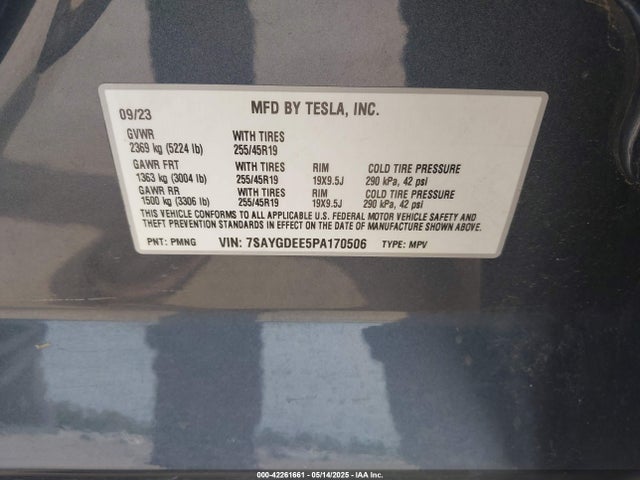 09/23 MFD BY TESLA, INC.
GVWR WITH TIRES
2369 kg (5224 lb) 255/45R19
GAWR FRT WITH TIRES RIM COLD TIRE PRESSURE
1363 kg (3004 lb) 255/45R19 19X9.5J 290 kPa, 42 psi
GAWR RR WITH TIRES RIM COLD TIRE PRESSURE
1500 kg (3306 lb) 255/45R19 19X9.5J 290 kPa, 42 psi
THIS VEHICLE CONFORMS TO ALL APPLICABLE U.S. FEDERAL MOTOR VEHICLE SAFETY AND
THEFT PREVENTION STANDARDS IN EFFECT ON THE DATE OF MANUFACTURE SHOWN ABOVE.
PNT: PMNG VIN: 7SAYGDEE5PA170506 TYPE: MPV
000-42261661 — 05/14/2025 — IAA Inc.